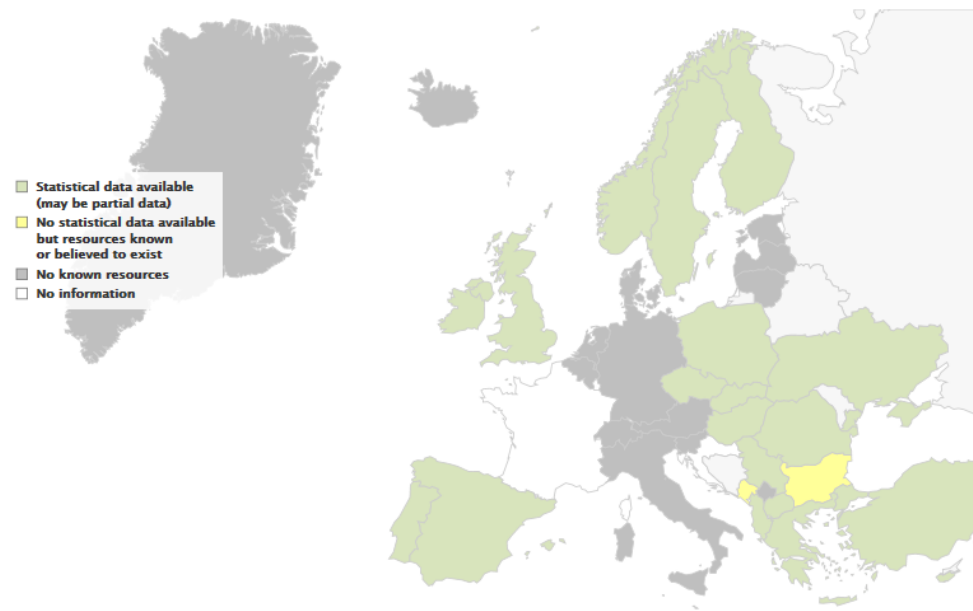 Statistical data available
(may be partial data)
No statistical data available
but resources known
or believed to exist
No known resources
No information